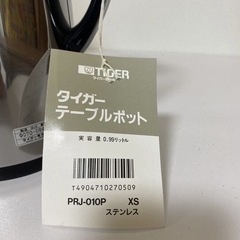 TIGER
タイガー
テーブルポット
実容量 0.99リットル
T4904710270509
PRJ-010P XS
ステンレス